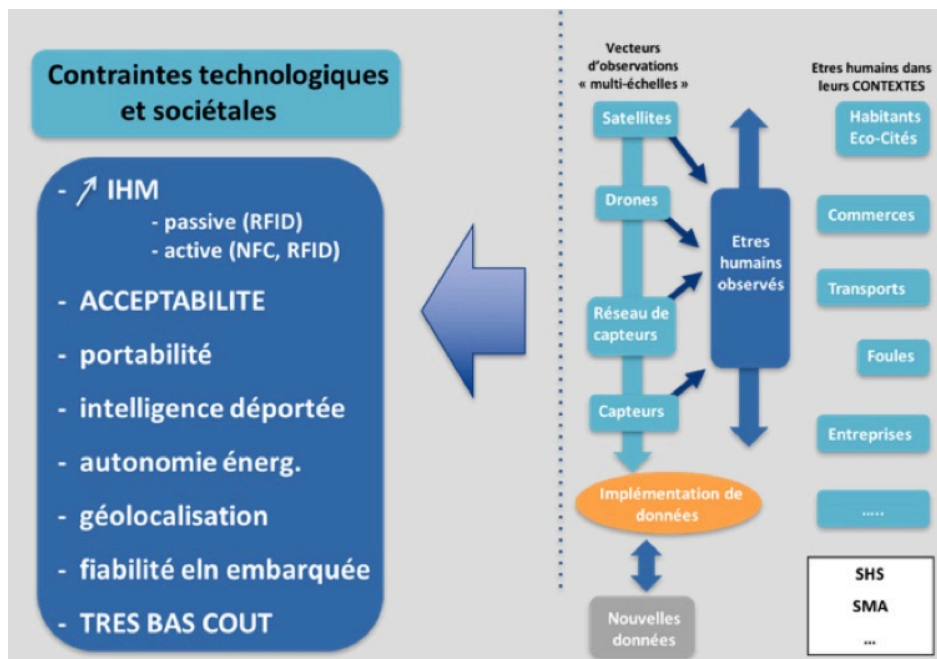 Contraintes technologiques
et sociétales
- ↗ IHM
- passive (RFID)
- active (NFC, RFID)
- ACCEPTABILITE
- portabilité
- intelligence déportée
- autonomie énerg.
- géolocalisation
- fiabilité eln embarquée
- TRES BAS COUT
Vecteurs
d’observations
« multi-échelles »
Satellites
Drones
Réseau de
capteurs
Capteurs
Implémentation de
données
Nouvelles
données
Etres
humains
observés
Etres humains dans
leurs CONTEXTES
Habitants
Eco-Cités
Commerces
Transports
Foules
Entreprises
.....
SHS
SMA
...